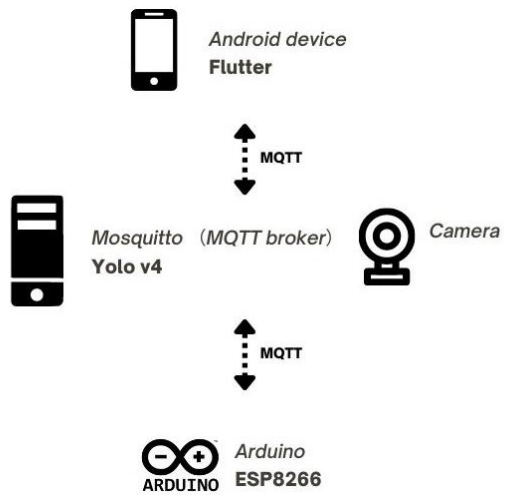 Android device
Flutter
MQTT
Mosquitto （MQTT broker）
Yolo v4
Camera
MQTT
Arduino
ESP8266
ARDUINO